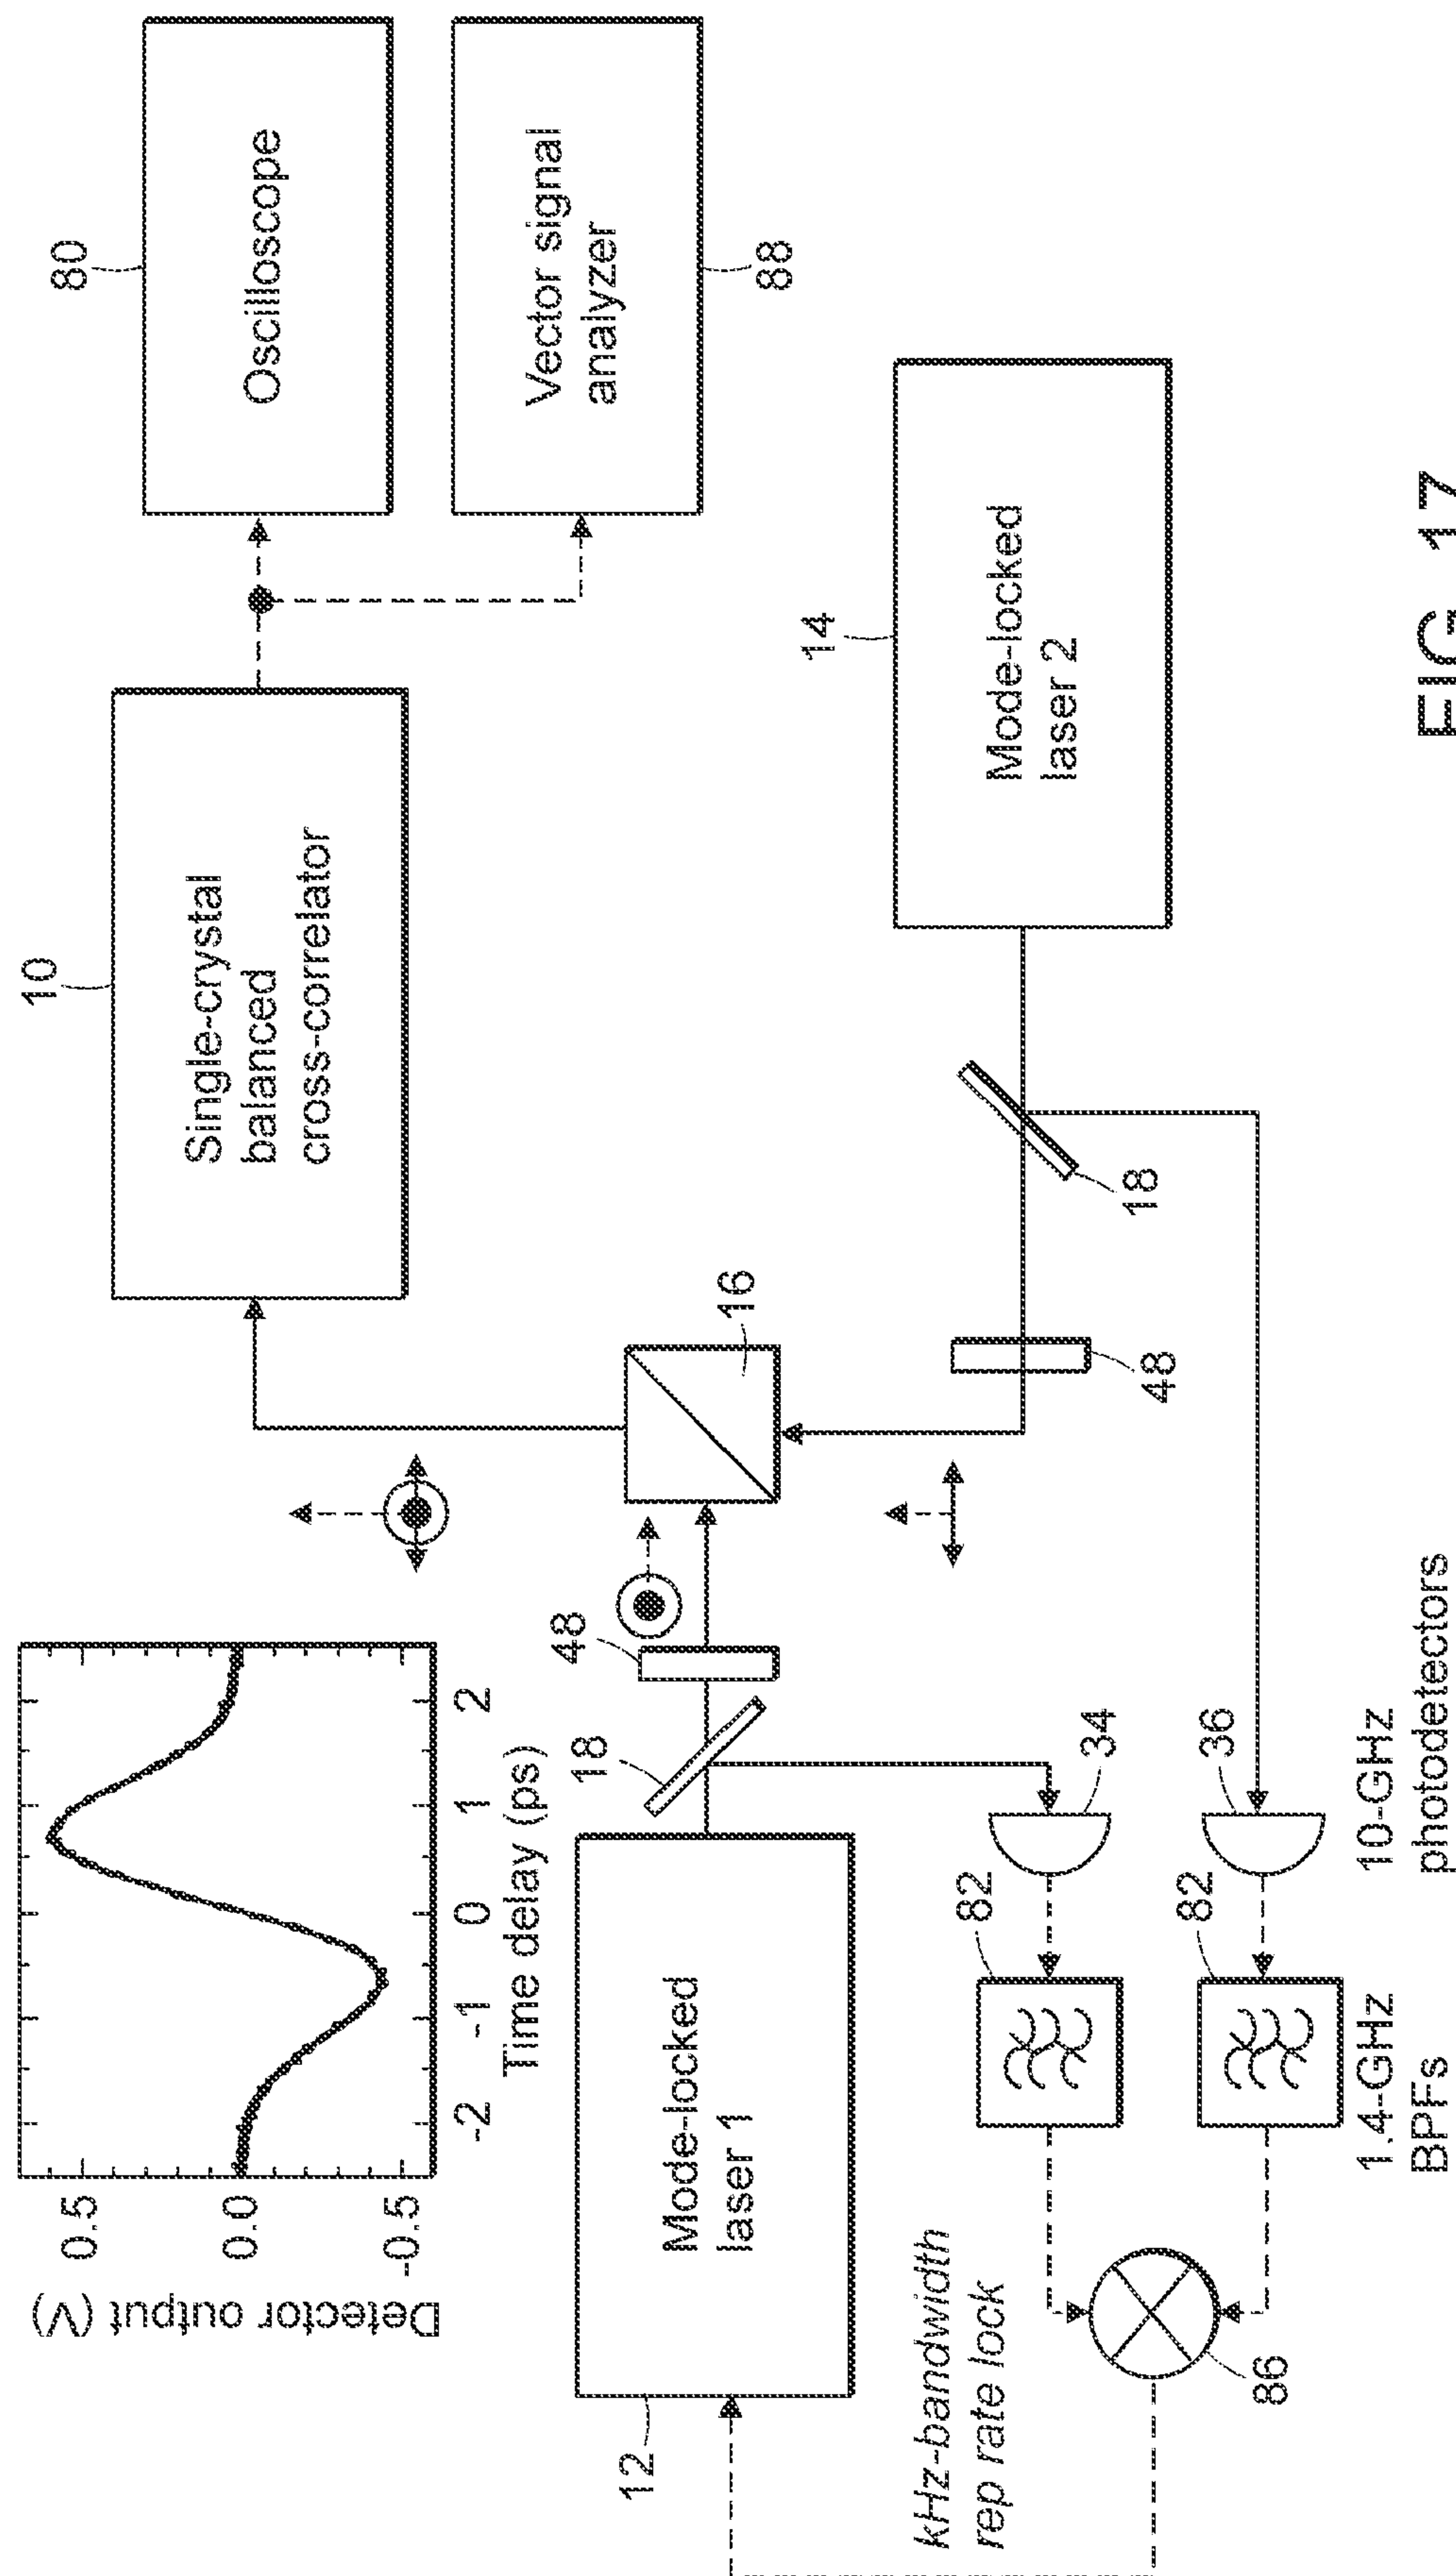 Detector output (V)
0.5
0.0
-0.5
-2
-1
0
1
2
Time delay (ps)
10
Single-crystal
balanced
cross-correlator
80
Oscilloscope
Vector signal
analyzer
88
12
Mode-locked
laser 1
18
48
16
14
Mode-locked
laser 2
18
48
kHz-bandwidth
rep rate lock
86
82
82
34
36
1.4-GHz
BPFs
10-GHz
photodetectors
FIG. 17